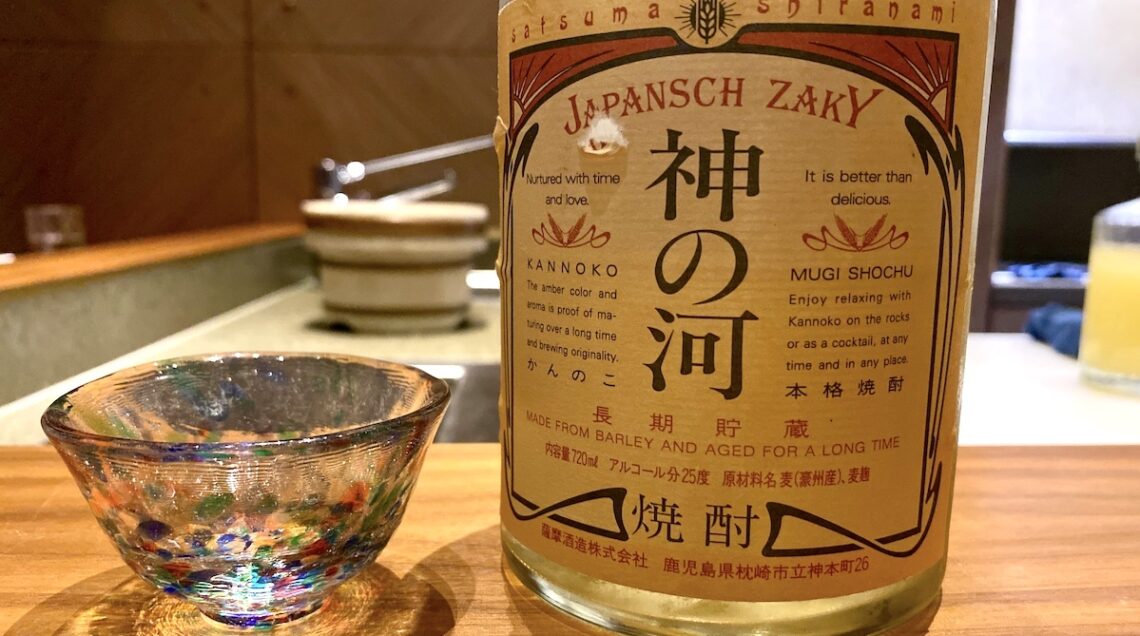 satsuma shiranami
JAPANSCH ZAKY
神の河
Nurtured with time
and love.
KANNOKO
The amber color and
aroma is proof of ma-
turing over a long time
and brewing originality.
かんのこ
It is better than
delicious.
MUGI SHOCHU
Enjoy relaxing with
Kannoko on the rocks
or as a cocktail, at any
time and in any place.
本格焼酎
長期貯蔵
MADE FROM BARLEY AND AGED FOR A LONG TIME
内容量720ml アルコール分25度 原材料名 麦(豪州産)、麦麹
焼酎
薩摩酒造株式会社 鹿児島県枕崎市立神本町26